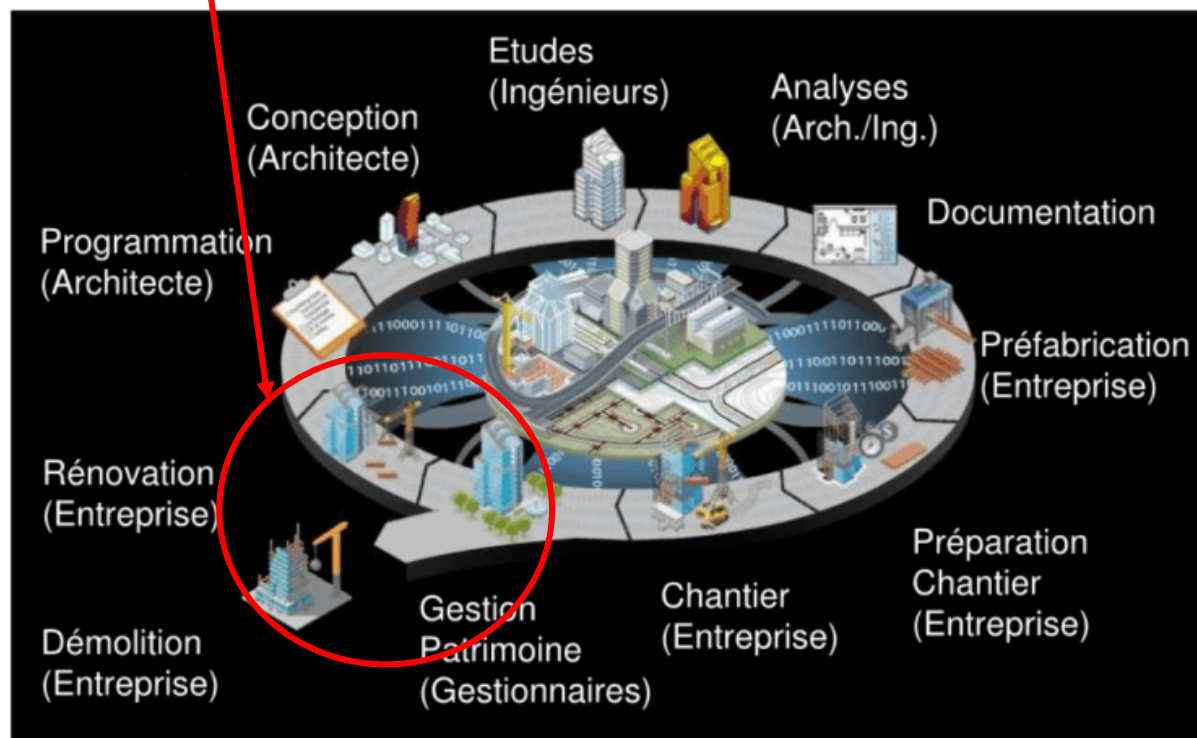 Etudes
(Ingénieurs)
Analyses
(Arch./Ing.)
Conception
(Architecte)
Documentation
Programmation
(Architecte)
Préfabrication
(Entreprise)
Rénovation
(Entreprise)
Préparation
Chantier
(Entreprise)
Chantier
(Entreprise)
Gestion
Patrimoine
(Gestionnaires)
Démolition
(Entreprise)